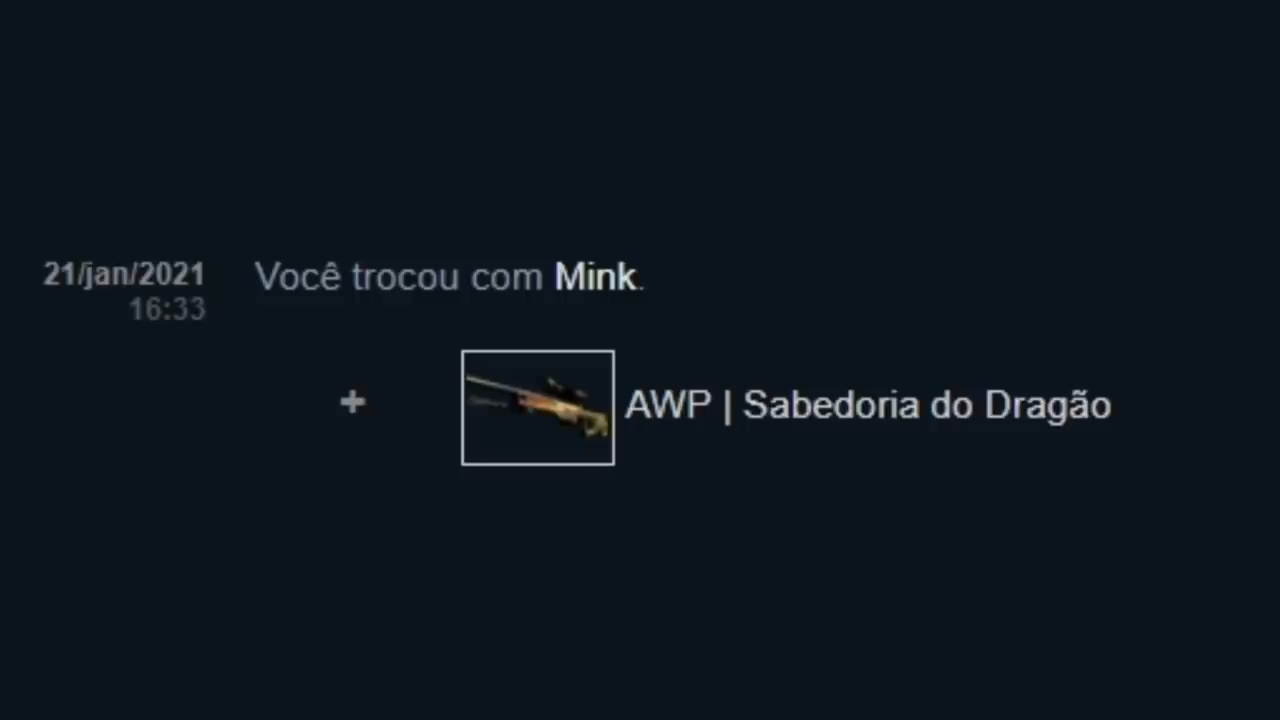 21/jan/2021 Você trocou com Mink.
16:33
+ AWP | Sabedoria do Dragão